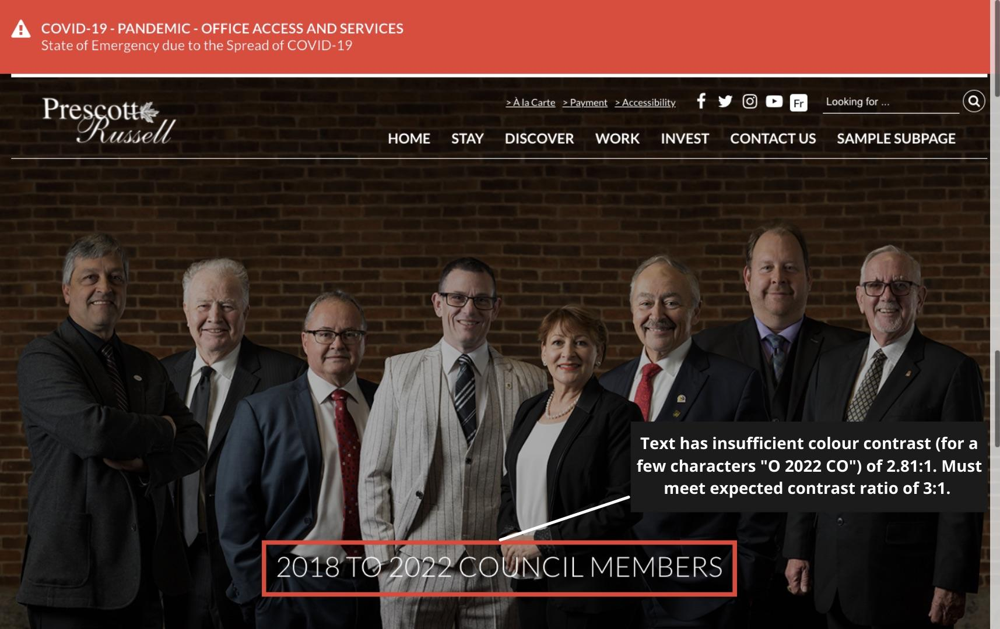 COVID-19 - PANDEMIC - OFFICE ACCESS AND SERVICES
State of Emergency due to the Spread of COVID-19
Prescott
Russell
> À la Carte > Payment > Accessibility Fr Looking for ...
HOME STAY DISCOVER WORK INVEST CONTACT US SAMPLE SUBPAGE
Text has insufficient colour contrast (for a
few characters "O 2022 CO") of 2.81:1. Must
meet expected contrast ratio of 3:1.
2018 TO 2022 COUNCIL MEMBERS